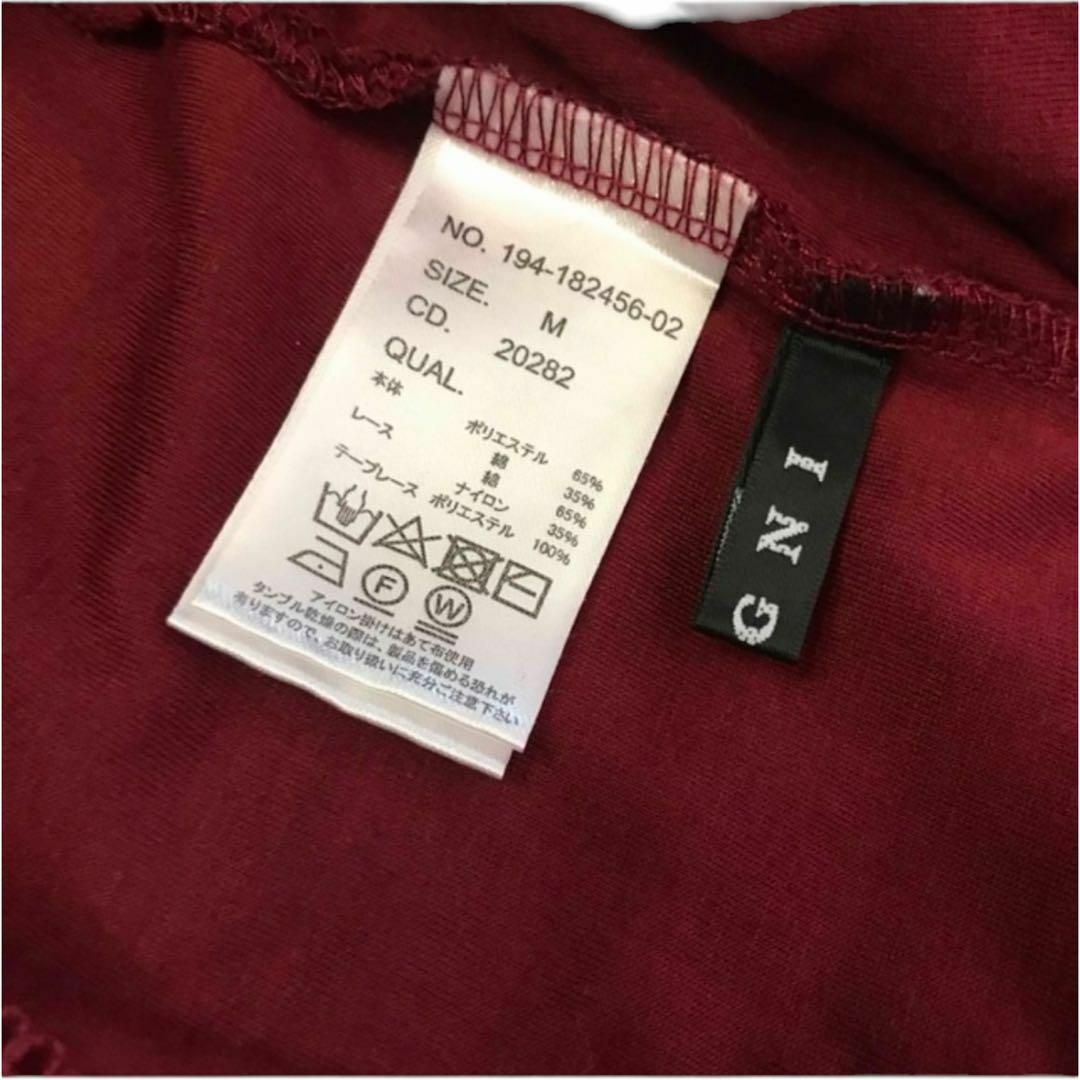 NO. 194-182456-02
SIZE. M
CD. 20282
QUAL.
本体 ポリエステル 65%
綿 35%
レース 綿 65%
ナイロン 35%
テープレース ポリエステル 100%
F W
アイロン掛けはあて布使用
タンブル乾燥の際は、製品を傷める恐れが
有りますので、お取り扱いに充分ご注意下さい
GNI